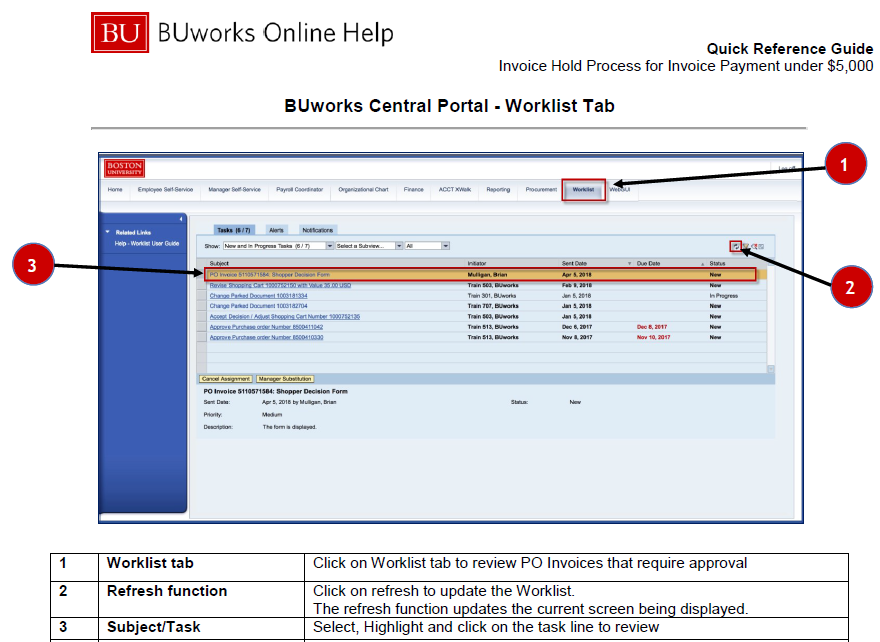 BU BUworks Online Help
Quick Reference Guide
Invoice Hold Process for Invoice Payment under $5,000
BUworks Central Portal - Worklist Tab
BOSTON
UNIVERSITY
Home Employee Self-Service Manager Self-Service Payroll Coordinator Organizational Chart Finance ACCT XWalk Reporting Procurement Worklist WebGUI
1
Related Links
Help - Worklist User Guide
Tasks (6 / 7) Alerts Notifications
Show: New and In Progress Tasks (6 / 7) Select a Subview... All
2
3
Subject Initiator Sent Date Due Date Status
PO Invoice 5110571584: Shopper Decision Form Mulligan, Brian Apr 5, 2018 New
Revise Shopping Cart 1000752150 with Value 30.00 USD Train 503, BUworks Feb 9, 2018 New
Change Parked Document 1003181334 Train 301, BUworks Jan 5, 2018 In Progress
Change Parked Document 1003182704 Train 707, BUworks Jan 5, 2018 New
Accept Decision / Adjust Shopping Cart Number 1000752136 Train 503, BUworks Jan 5, 2018 New
Approve Purchase order Number 8500411042 Train 513, BUworks Dec 6, 2017 Dec 8, 2017 New
Approve Purchase order Number 8500410330 Train 513, BUworks Nov 8, 2017 Nov 10, 2017 New
Cancel Assignment Manager Substitution
PO Invoice 5110571584: Shopper Decision Form
Sent Date: Apr 5, 2018 by Mulligan, Brian Status: New
Priority: Medium
Description: The form is displayed.
1 Worklist tab Click on Worklist tab to review PO Invoices that require approval
2 Refresh function Click on refresh to update the Worklist.
The refresh function updates the current screen being displayed.
3 Subject/Task Select, Highlight and click on the task line to review